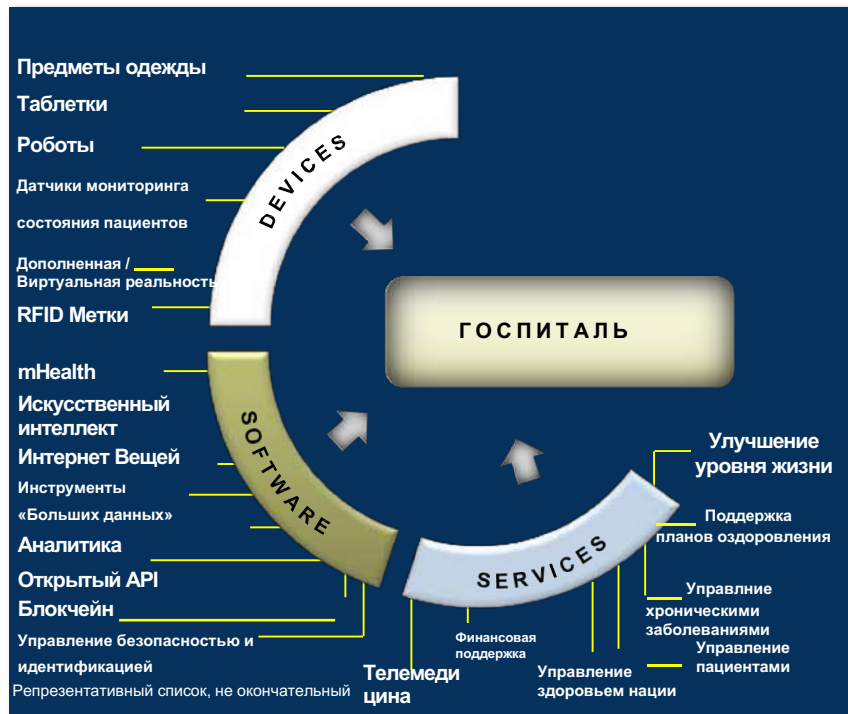 Предметы одежды
Таблетки
Роботы
Датчики мониторинга
состояния пациентов
Дополненная /
Виртуальная реальность
RFID Метки
DEVICES
ГОСПИТАЛЬ
mHealth
Искусственный
интеллект
Интернет Вещей
Инструменты
«Больших данных»
Аналитика
Открытый API
Блокчейн
Управление безопасностью и
идентификацией
SOFTWARE
Репрезентативный список, не окончательный
SERVICES
Телемеди
цина
Финансовая
поддержка
Управление
здоровьем нации
Управление
пациентами
Управлние
хроническими
заболеваниями
Поддержка
планов оздоровления
Улучшение
уровня жизни